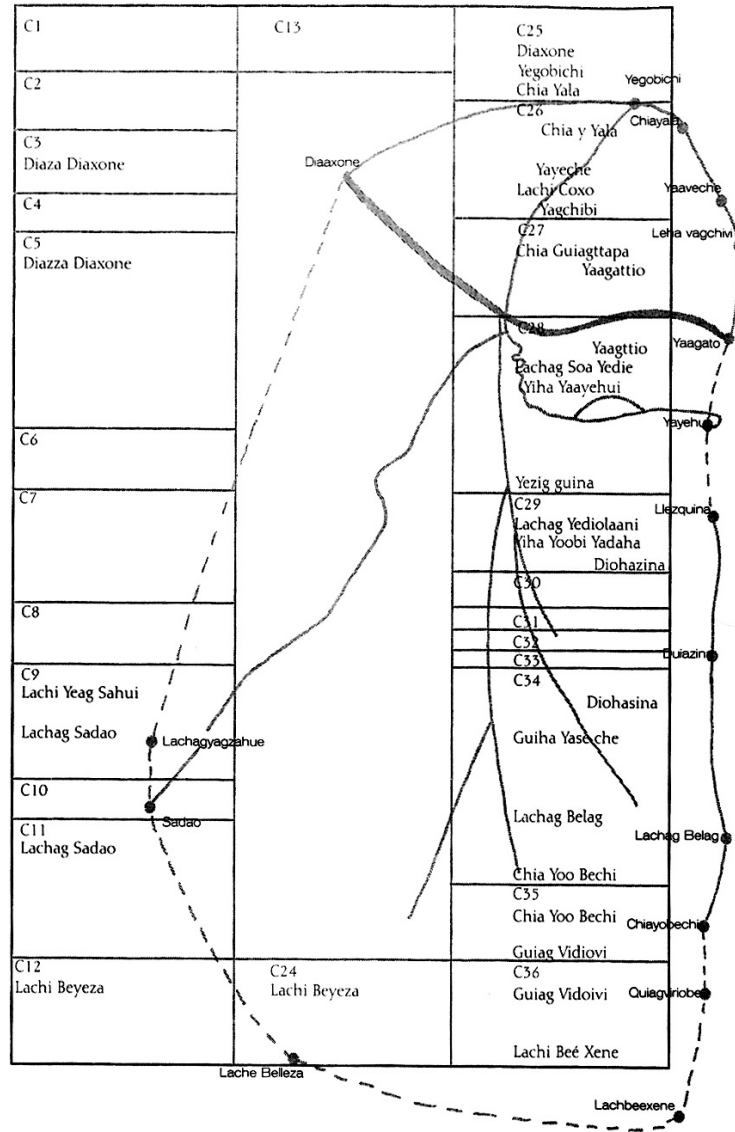 C1
C2
C3
Diaza Diaxone
C4
C5
Diazza Diaxone
C6
C7
C8
C9
Lachi Yeag Sahui
Lachag Sadao
C10
C11
Lachag Sadao
C12
Lachi Beyeza
C13
Diaaxone
Lachagyagzahue
Sadao
C24
Lachi Beyeza
Lache Belleza
C25
Diaxone
Yegobichi
Chia Yala
C26
Chia y Yala
Yayeche
Lachi Coxo
Yagchibi
C27
Chia Guiagttapa
Yaagattio
C28
Yaagttio
Lachag Soa Yedie
Yiha Yaayehui
Yezig guina
C29
Lachag Yediolaani
Yiha Yoobi Yadaha
Diohazina
C30
C31
C32
C33
C34
Diohasina
Guiha Yase che
Lachag Belag
Chia Yoo Bechi
C35
Chia Yoo Bechi
Guiag Vidiovi
C36
Guiag Vidoivi
Lachi Beé Xene
Yegobichi
Chiayala
Yaaveche
Leha vagchivi
Yaagato
Yayehu
Llezquina
Duiazin
Lachag Belag
Chiayobechi
Quiagviriobe
Lachbeexene